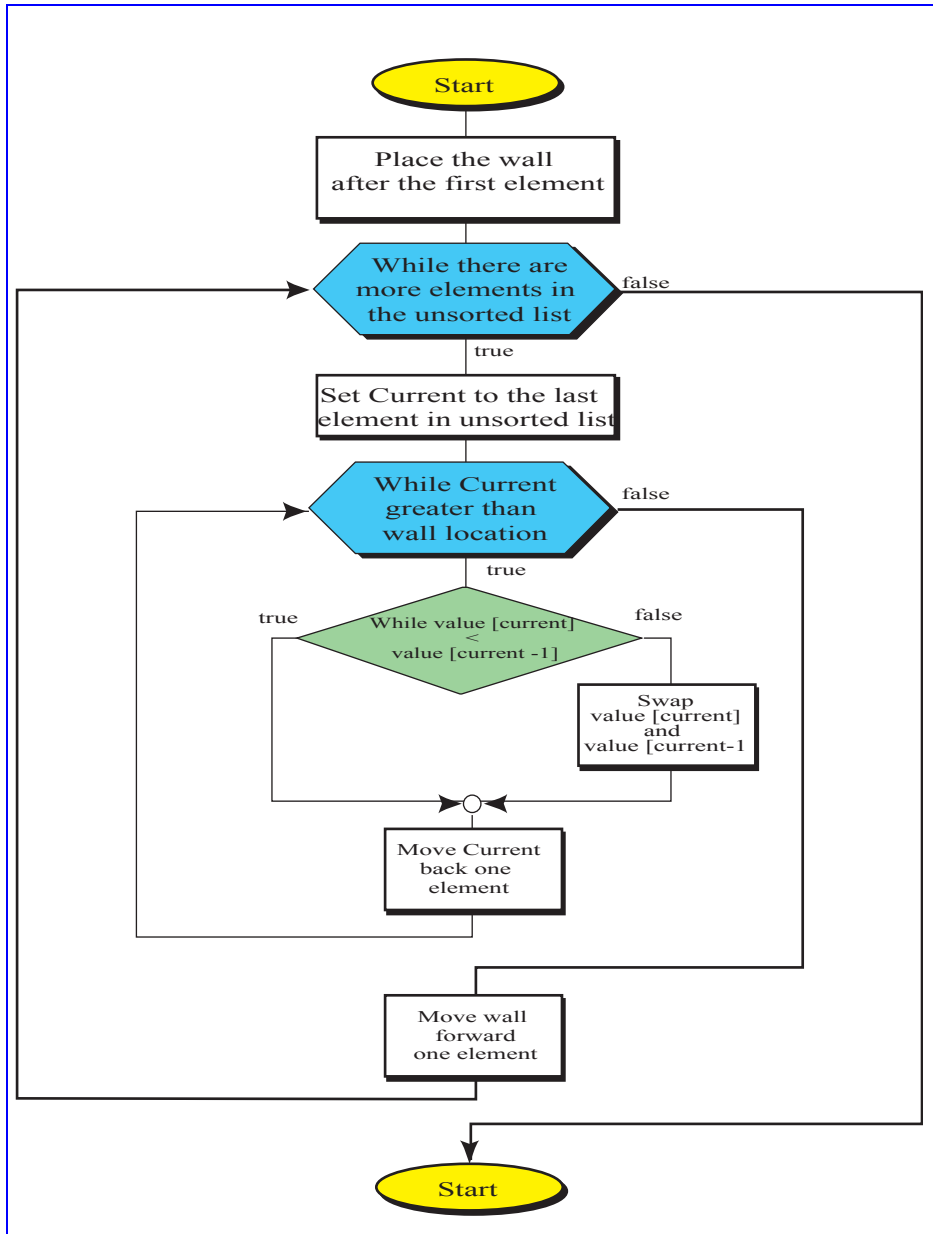 Start
Place the wall
after the first element
While there are
more elements in
the unsorted list
false
true
Set Current to the last
element in unsorted list
While Current
greater than
wall location
false
true
true
false
While value [current]
<
value [current -1]
Swap
value [current]
and
value [current-1
Move Current
back one
element
Move wall
forward
one element
Start